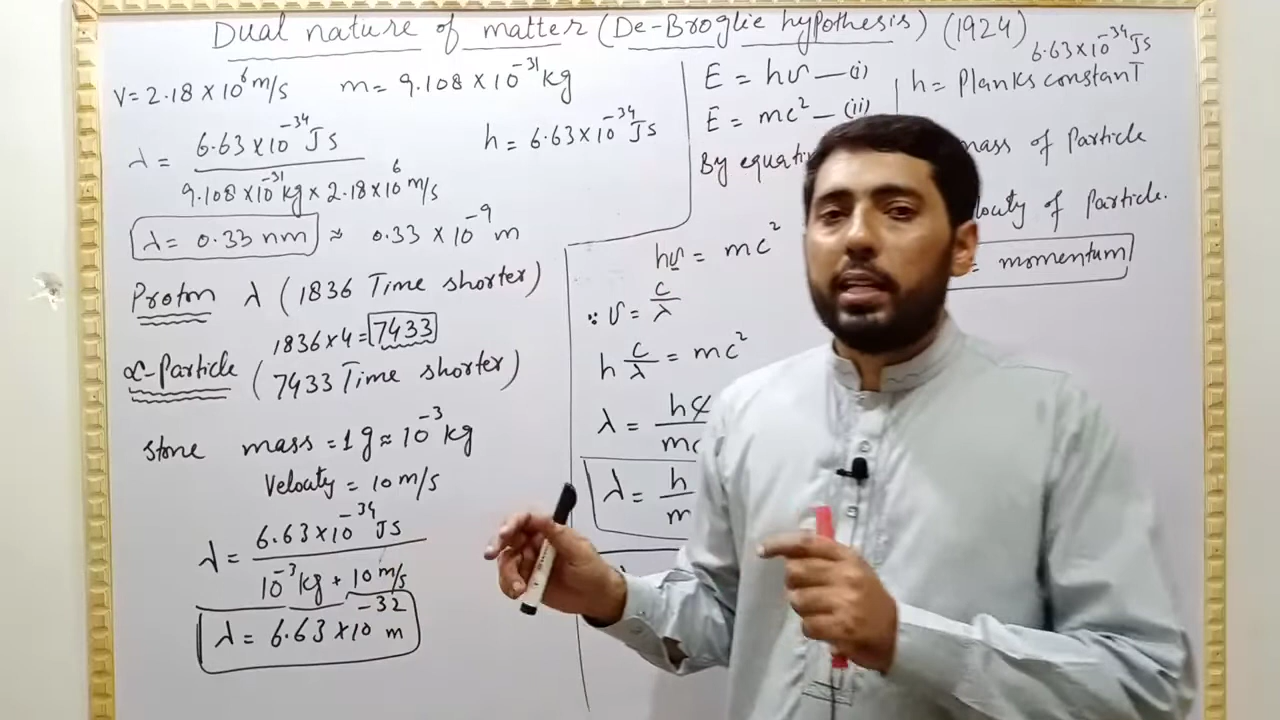 Dual nature of matter (De-Broglie hypothesis) (1924)
V = 2.18 × 10⁶ m/s m = 9.108 × 10⁻³¹ kg
λ = 6.63 × 10⁻³⁴ JS / 9.108 × 10⁻³¹ kg × 2.18 × 10⁶ m/s
h = 6.63 × 10⁻³⁴ JS
λ = 0.33 nm ≈ 0.33 × 10⁻⁹ m
Proton λ (1836 Time shorter)
1836 × 4 = 7433
α-Particle (7433 Time shorter)
stone mass = 1 g ≈ 10⁻³ kg
Velocity = 10 m/s
λ = 6.63 × 10⁻³⁴ JS / 10⁻³ kg + 10 m/s
λ = 6.63 × 10⁻³² m
E = hυ — (i)
E = mc² — (ii)
By
hυ = mc²
∵ υ = c/λ
h c/λ = mc²
λ = hc / mc
λ = h / m
6.63 × 10⁻³⁴ JS
h = Planks constanT
mass of Particle
of Particle.
= momentum